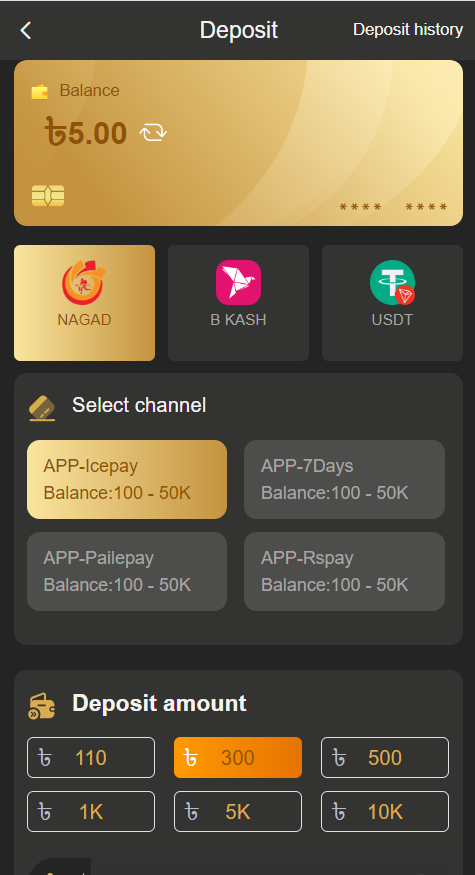 Deposit
Deposit history
Balance
৳5.00
**** ****
NAGAD
B KASH
USDT
Select channel
APP-Icepay
Balance:100 - 50K
APP-7Days
Balance:100 - 50K
APP-Pailepay
Balance:100 - 50K
APP-Rspay
Balance:100 - 50K
Deposit amount
৳ 110
৳ 300
৳ 500
৳ 1K
৳ 5K
৳ 10K